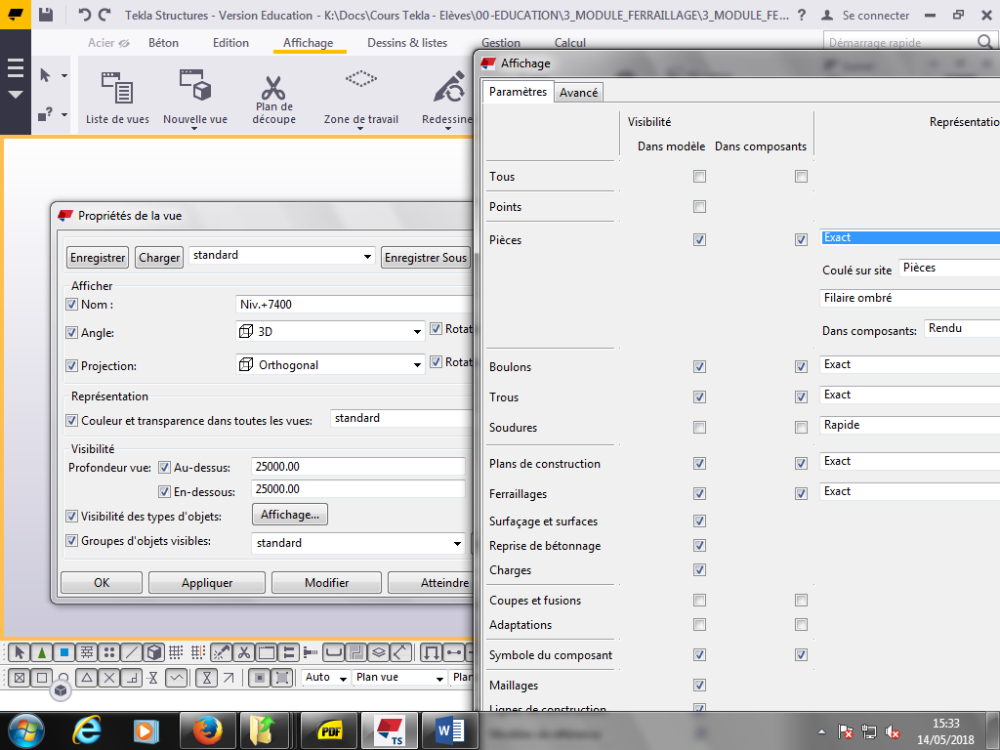 Tekla Structures - Version Education - K:\Docs\Cours Tekla - Elèves\00-EDUCATION\3_MODULE_FERRAILLAGE\3_MODULE_FE...
? Se connecter
Acier Béton Edition Affichage Dessins & listes Gestion Calcul
Démarrage rapide
Liste de vues Nouvelle vue Plan de découpe Zone de travail Redessine
Affichage
Paramètres Avancé
Visibilité Représentatio
Dans modèle Dans composants
Tous
Points
Pièces Exact
Coulé sur site Pièces
Filaire ombré
Dans composants: Rendu
Boulons Exact
Trous Exact
Soudures Rapide
Plans de construction Exact
Ferraillages Exact
Surfaçage et surfaces
Reprise de bétonnage
Charges
Coupes et fusions
Adaptations
Symbole du composant
Maillages
Lignes de construction
Propriétés de la vue
Enregistrer Charger standard Enregistrer Sous
Afficher
Nom : Niv.+7400
Angle: 3D Rotat
Projection: Orthogonal Rotat
Représentation
Couleur et transparence dans toutes les vues: standard
Visibilité
Profondeur vue: Au-dessus: 25000.00
En-dessous: 25000.00
Visibilité des types d'objets: Affichage...
Groupes d'objets visibles: standard
OK Appliquer Modifier Atteindre
Auto Plan vue Plan
PDF TS W
15:33
14/05/2018